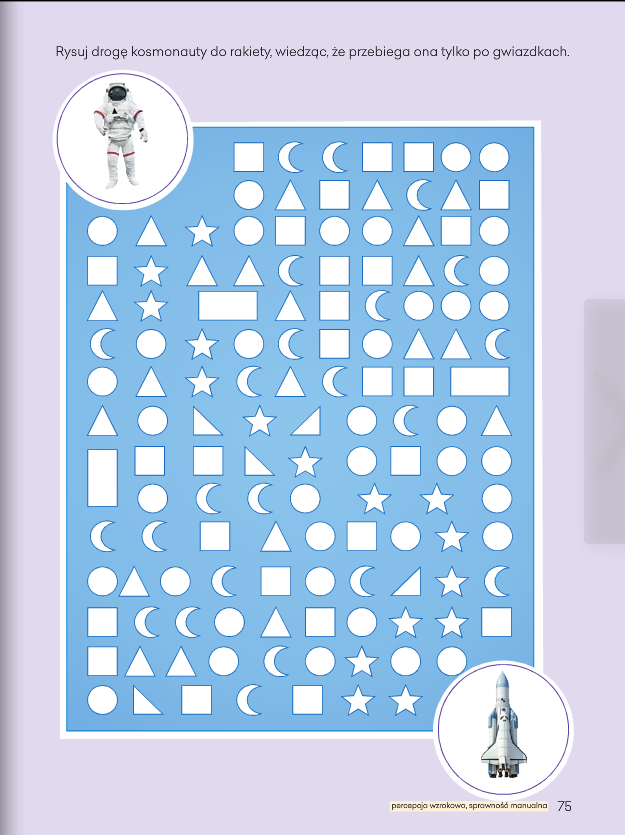 Rysuj drogę kosmonauty do rakiety, wiedząc, że przebiega ona tylko po gwiazdkach.
percepcja wzrokowa, sprawność manualna 75